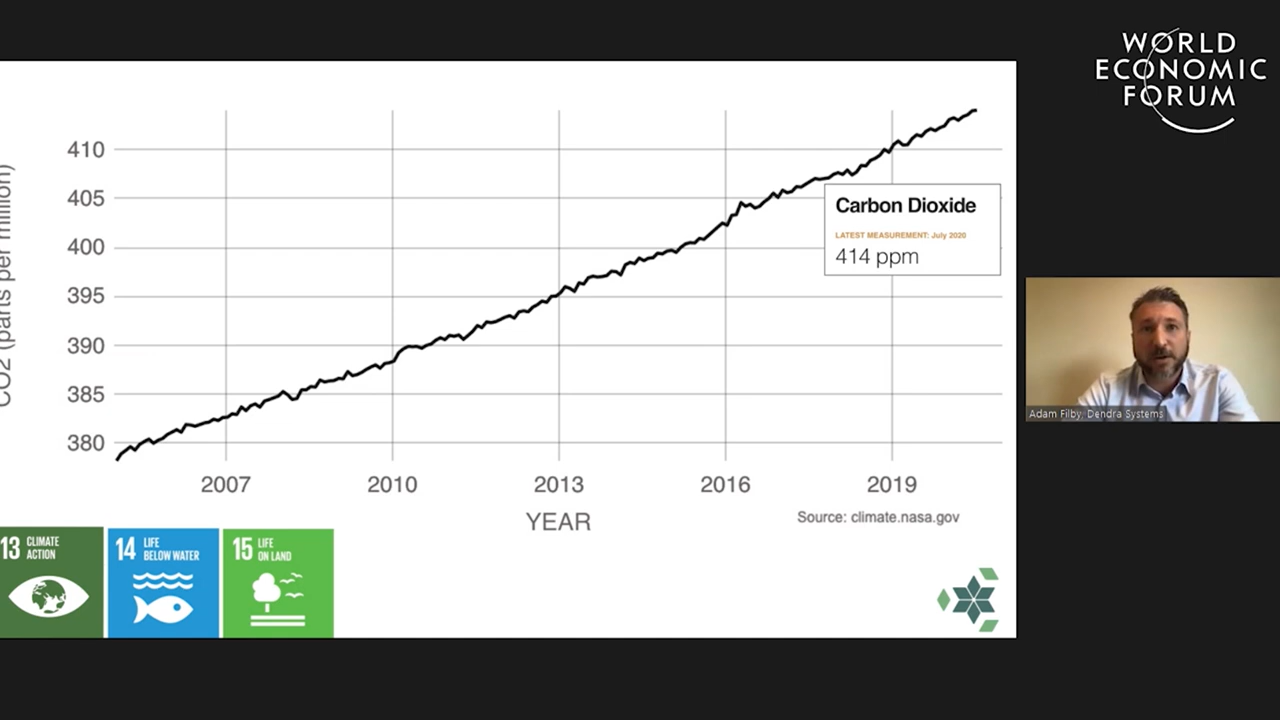 WORLD
ECONOMIC
FORUM
CO2 (parts per million)
410
405
400
395
390
385
380
2007
2010
2013
2016
2019
YEAR
Carbon Dioxide
LATEST MEASUREMENT: July 2020
414 ppm
Source: climate.nasa.gov
13 CLIMATE
ACTION
14 LIFE
BELOW WATER
15 LIFE
ON LAND
Adam Filby, Dendra Systems